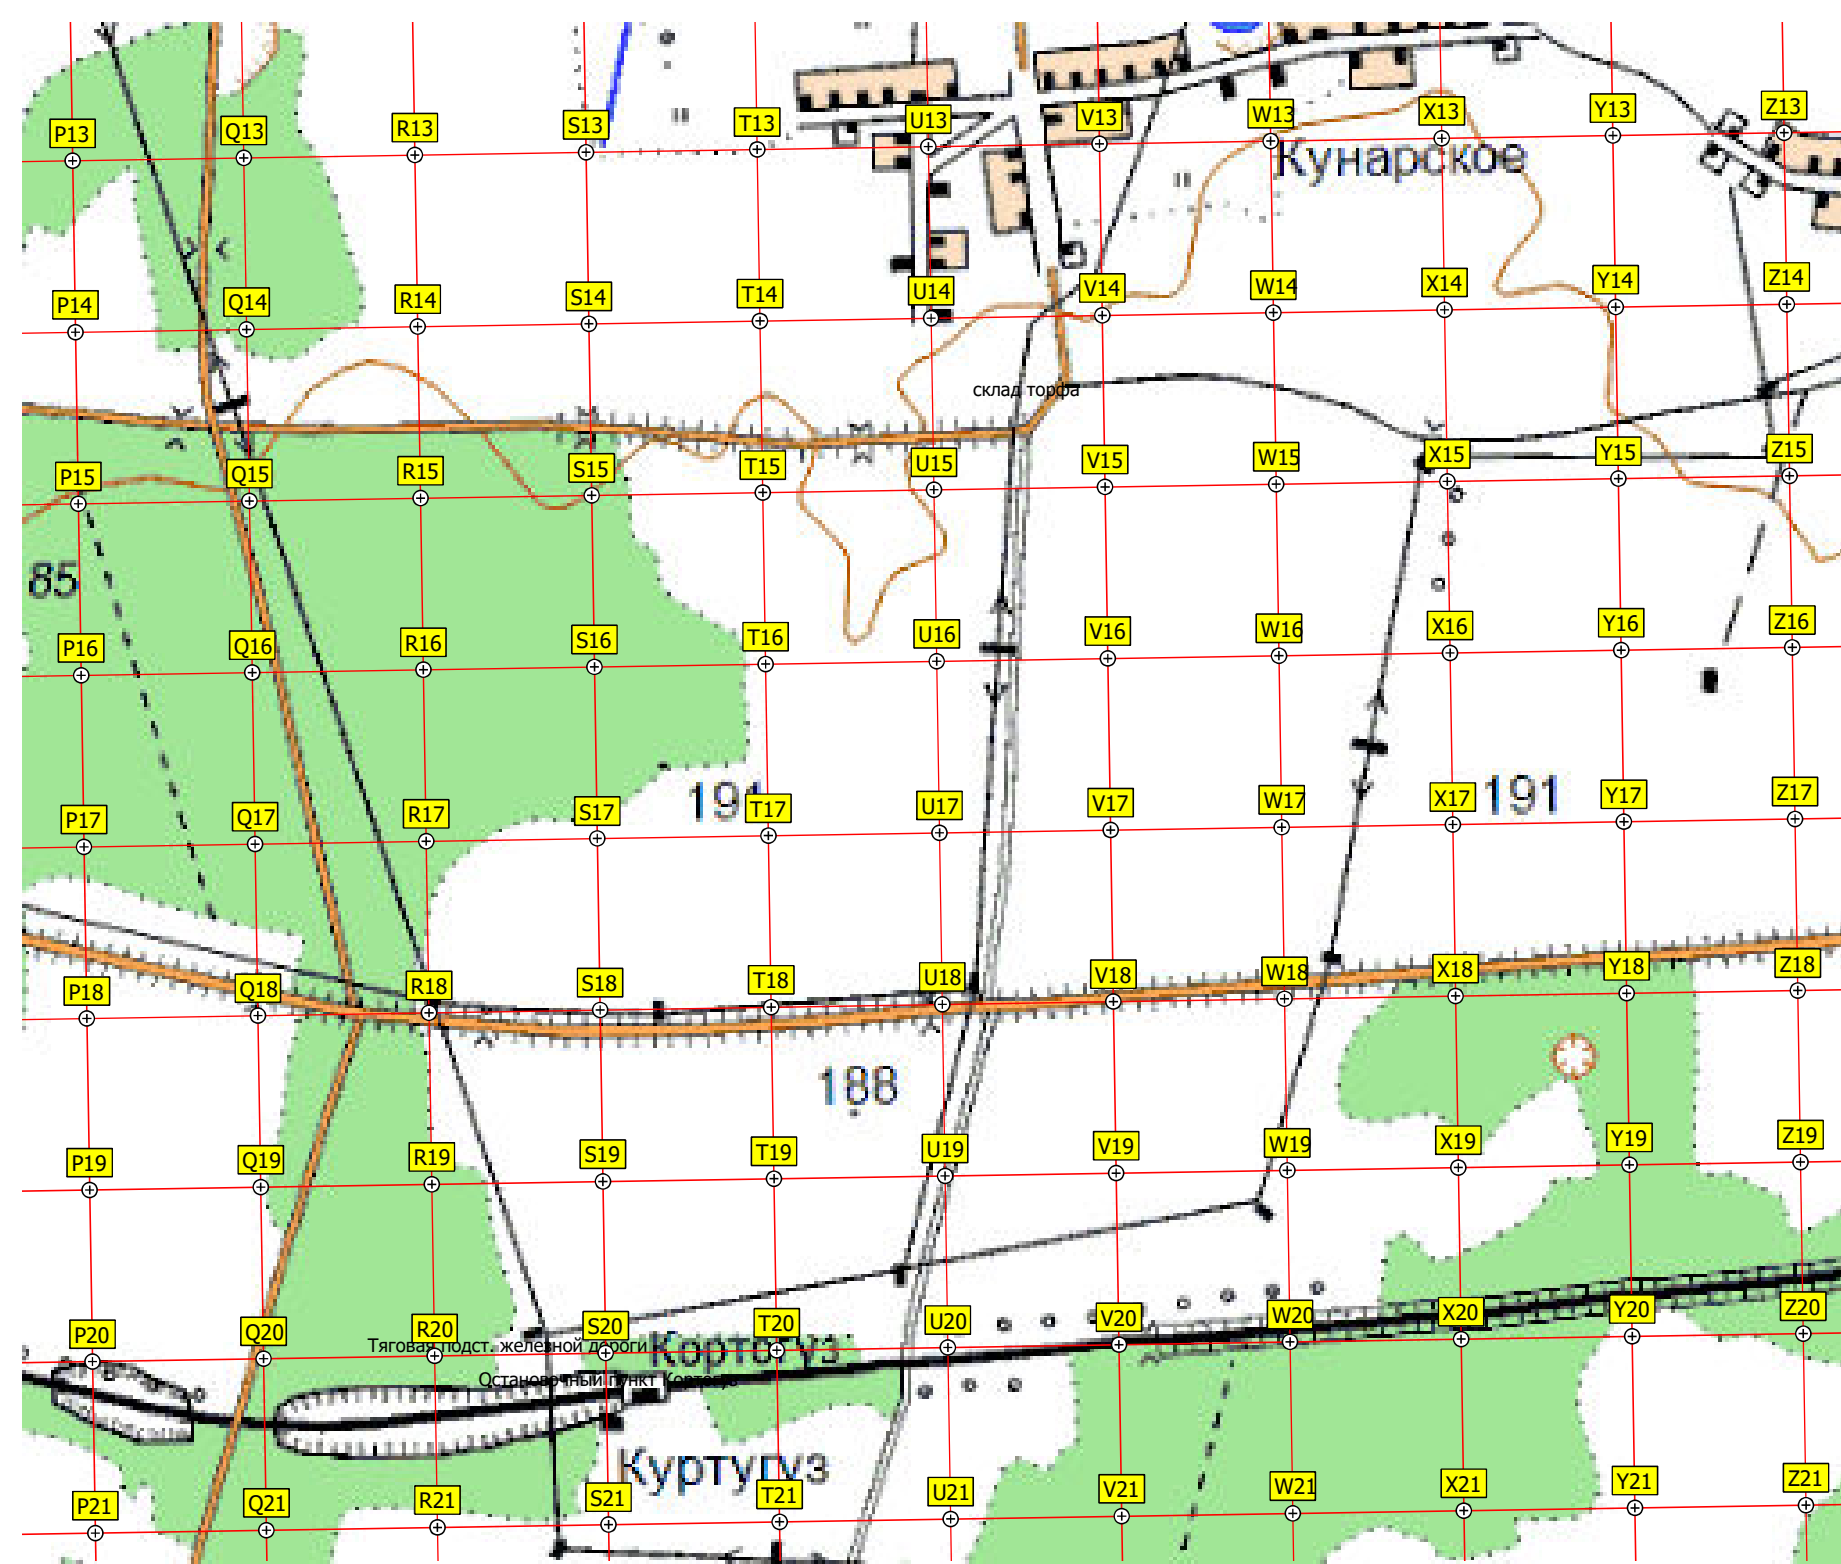 P13 Q13 R13 S13 T13 U13 V13 W13 X13 Y13 Z13
Кунарское
P14 Q14 R14 S14 T14 U14 V14 W14 X14 Y14 Z14
склад торфа
P15 Q15 R15 S15 T15 U15 V15 W15 X15 Y15 Z15
85
P16 Q16 R16 S16 T16 U16 V16 W16 X16 Y16 Z16
191 191
P17 Q17 R17 S17 T17 U17 V17 W17 X17 Y17 Z17
P18 Q18 R18 S18 T18 U18 V18 W18 X18 Y18 Z18
188
P19 Q19 R19 S19 T19 U19 V19 W19 X19 Y19 Z19
P20 Q20 R20 S20 T20 U20 V20 W20 X20 Y20 Z20
Тяговая подст. железной дороги Кортогуз
Остановочный пункт Кортогуз
Куртугуз
P21 Q21 R21 S21 T21 U21 V21 W21 X21 Y21 Z21